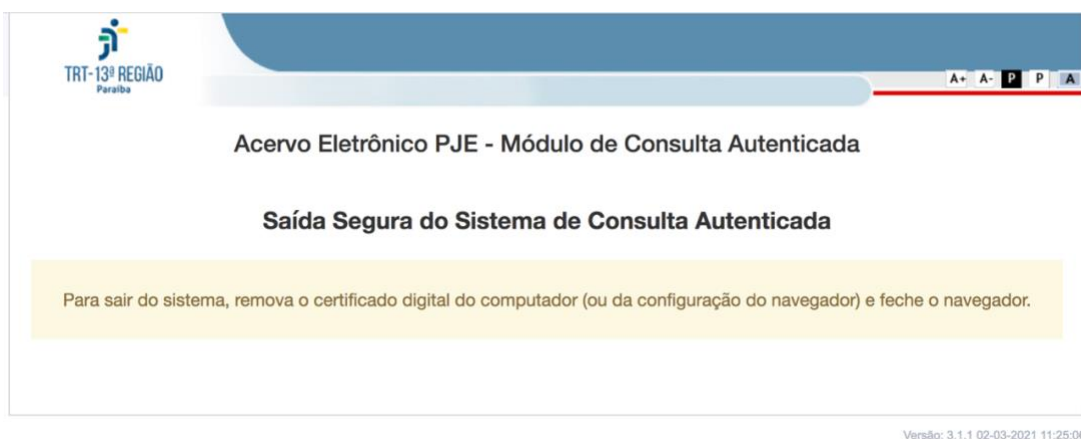 TRT-13ª REGIÃO
Paraíba
A+ A- P P A
Acervo Eletrônico PJE - Módulo de Consulta Autenticada
Saída Segura do Sistema de Consulta Autenticada
Para sair do sistema, remova o certificado digital do computador (ou da configuração do navegador) e feche o navegador.
Versão: 3.1.1 02-03-2021 11:25:06